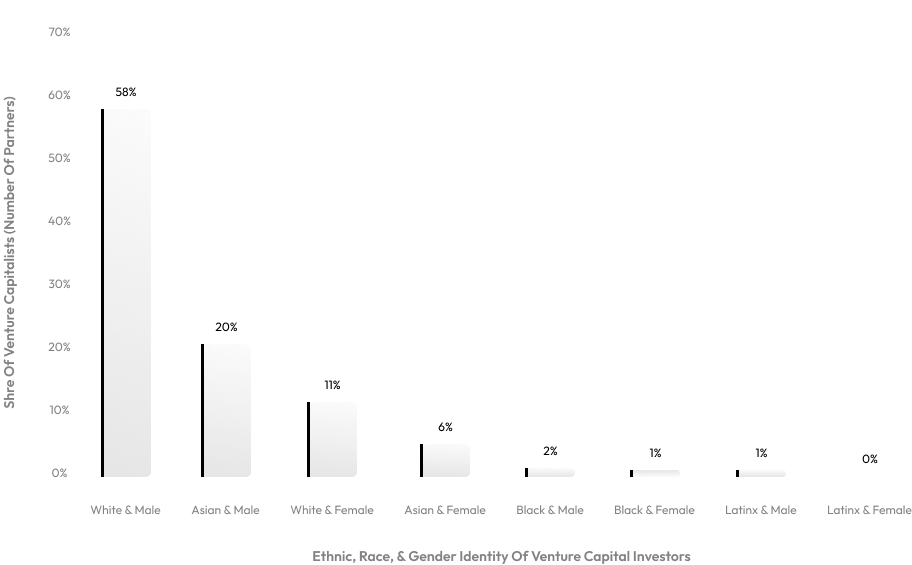 70%
60%
50%
40%
30%
20%
10%
0%
Shre Of Venture Capitalists (Number Of Partners)
58%
20%
11%
6%
2%
1%
1%
0%
White & Male
Asian & Male
White & Female
Asian & Female
Black & Male
Black & Female
Latinx & Male
Latinx & Female
Ethnic, Race, & Gender Identity Of Venture Capital Investors